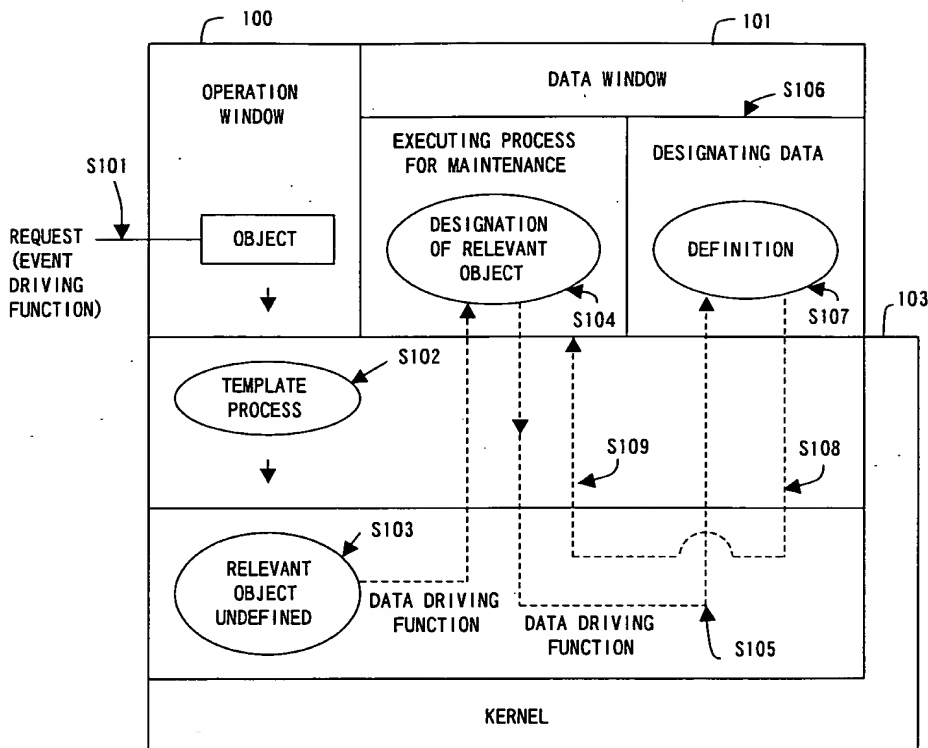 100
101
OPERATION
WINDOW
DATA WINDOW
S106
EXECUTING PROCESS
FOR MAINTENANCE
DESIGNATING DATA
S101
REQUEST
(EVENT
DRIVING
FUNCTION)
OBJECT
DESIGNATION
OF RELEVANT
OBJECT
DEFINITION
S104
S107
103
S102
TEMPLATE
PROCESS
S109
S108
S103
RELEVANT
OBJECT
UNDEFINED
DATA DRIVING
FUNCTION
DATA DRIVING
FUNCTION
S105
KERNEL